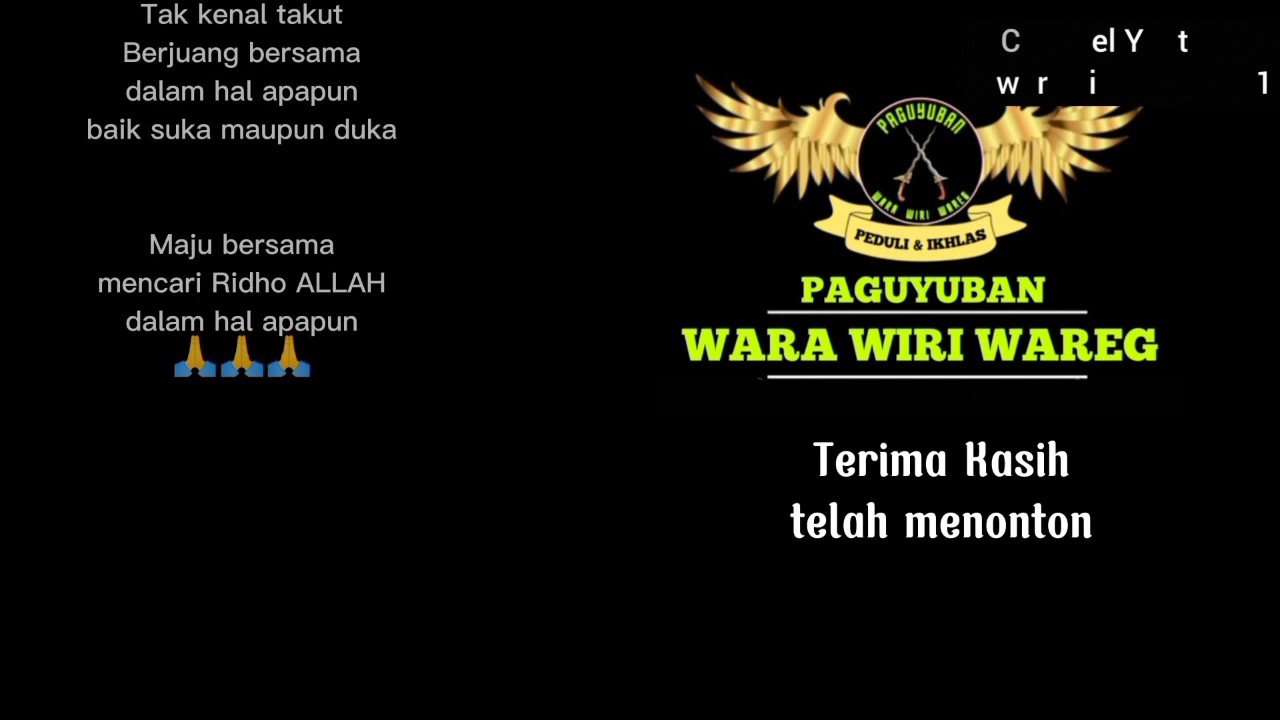 Tak kenal takut
Berjuang bersama
dalam hal apapun
baik suka maupun duka
Maju bersama
mencari Ridho ALLAH
dalam hal apapun
🙏🙏🙏
PAGUYUBAN
WARA WIRI WAREG
PEDULI & IKHLAS
PAGUYUBAN
WARA WIRI WAREG
Terima Kasih
telah menonton